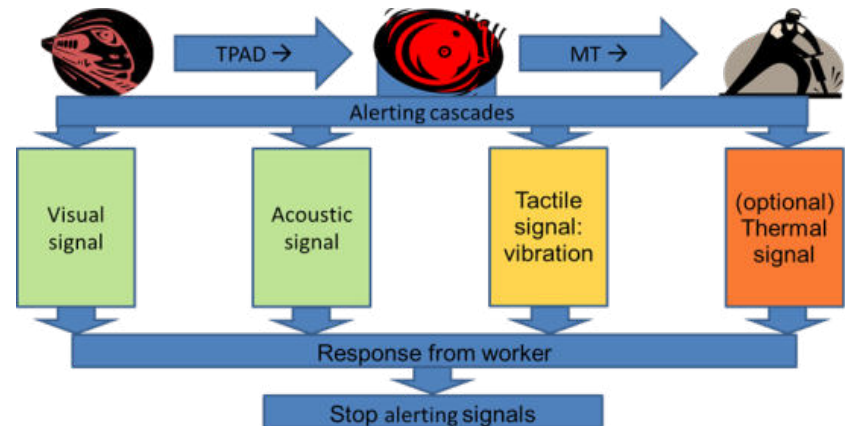 TPAD →
MT →
Alerting cascades
Visual
signal
Acoustic
signal
Tactile
signal:
vibration
(optional)
Thermal
signal
Response from worker
Stop alerting signals